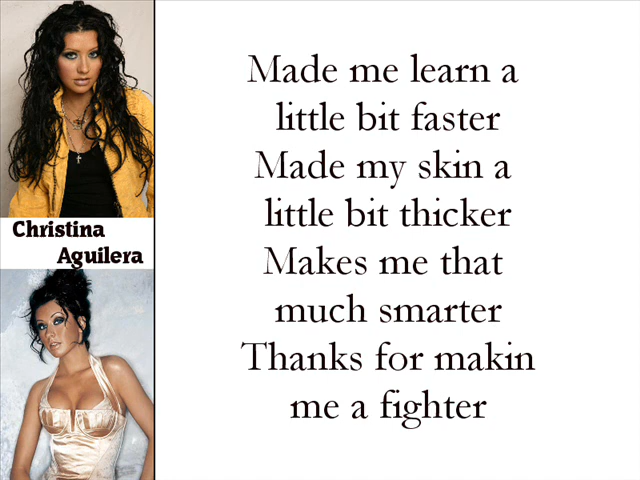 Christina
Aguilera
Made me learn a
little bit faster
Made my skin a
little bit thicker
Makes me that
much smarter
Thanks for makin
me a fighter